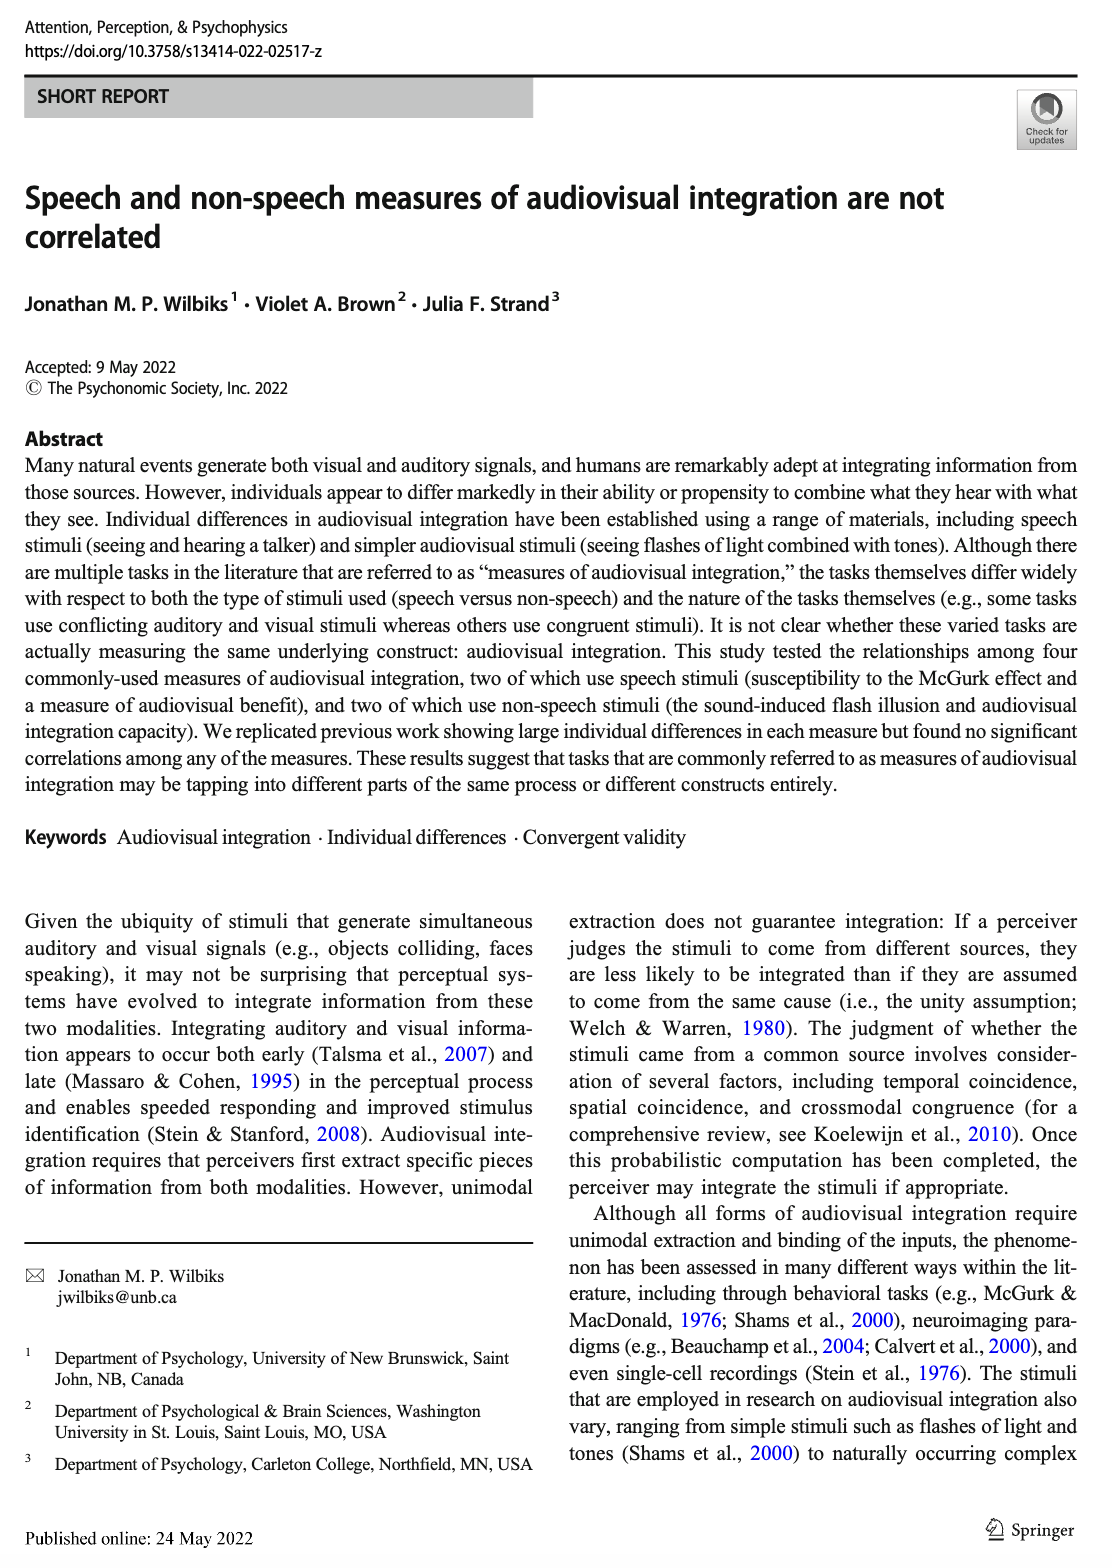 Attention, Perception, & Psychophysics
https://doi.org/10.3758/s13414-022-02517-z
SHORT REPORT
Check for
updates
Speech and non-speech measures of audiovisual integration are not
correlated
Jonathan M. P. Wilbiks 1 · Violet A. Brown 2 · Julia F. Strand 3
Accepted: 9 May 2022
© The Psychonomic Society, Inc. 2022
Abstract
Many natural events generate both visual and auditory signals, and humans are remarkably adept at integrating information from
those sources. However, individuals appear to differ markedly in their ability or propensity to combine what they hear with what
they see. Individual differences in audiovisual integration have been established using a range of materials, including speech
stimuli (seeing and hearing a talker) and simpler audiovisual stimuli (seeing flashes of light combined with tones). Although there
are multiple tasks in the literature that are referred to as “measures of audiovisual integration,” the tasks themselves differ widely
with respect to both the type of stimuli used (speech versus non-speech) and the nature of the tasks themselves (e.g., some tasks
use conflicting auditory and visual stimuli whereas others use congruent stimuli). It is not clear whether these varied tasks are
actually measuring the same underlying construct: audiovisual integration. This study tested the relationships among four
commonly-used measures of audiovisual integration, two of which use speech stimuli (susceptibility to the McGurk effect and
a measure of audiovisual benefit), and two of which use non-speech stimuli (the sound-induced flash illusion and audiovisual
integration capacity). We replicated previous work showing large individual differences in each measure but found no significant
correlations among any of the measures. These results suggest that tasks that are commonly referred to as measures of audiovisual
integration may be tapping into different parts of the same process or different constructs entirely.
Keywords Audiovisual integration · Individual differences · Convergent validity
Given the ubiquity of stimuli that generate simultaneous
auditory and visual signals (e.g., objects colliding, faces
speaking), it may not be surprising that perceptual sys-
tems have evolved to integrate information from these
two modalities. Integrating auditory and visual informa-
tion appears to occur both early (Talsma et al., 2007) and
late (Massaro & Cohen, 1995) in the perceptual process
and enables speeded responding and improved stimulus
identification (Stein & Stanford, 2008). Audiovisual inte-
gration requires that perceivers first extract specific pieces
of information from both modalities. However, unimodal
✉ Jonathan M. P. Wilbiks
jwilbiks@unb.ca
1 Department of Psychology, University of New Brunswick, Saint
John, NB, Canada
2 Department of Psychological & Brain Sciences, Washington
University in St. Louis, Saint Louis, MO, USA
3 Department of Psychology, Carleton College, Northfield, MN, USA
extraction does not guarantee integration: If a perceiver
judges the stimuli to come from different sources, they
are less likely to be integrated than if they are assumed
to come from the same cause (i.e., the unity assumption;
Welch & Warren, 1980). The judgment of whether the
stimuli came from a common source involves consider-
ation of several factors, including temporal coincidence,
spatial coincidence, and crossmodal congruence (for a
comprehensive review, see Koelewijn et al., 2010). Once
this probabilistic computation has been completed, the
perceiver may integrate the stimuli if appropriate.
Although all forms of audiovisual integration require
unimodal extraction and binding of the inputs, the phenome-
non has been assessed in many different ways within the lit-
erature, including through behavioral tasks (e.g., McGurk &
MacDonald, 1976; Shams et al., 2000), neuroimaging para-
digms (e.g., Beauchamp et al., 2004; Calvert et al., 2000), and
even single-cell recordings (Stein et al., 1976). The stimuli
that are employed in research on audiovisual integration also
vary, ranging from simple stimuli such as flashes of light and
tones (Shams et al., 2000) to naturally occurring complex
Published online: 24 May 2022
Springer